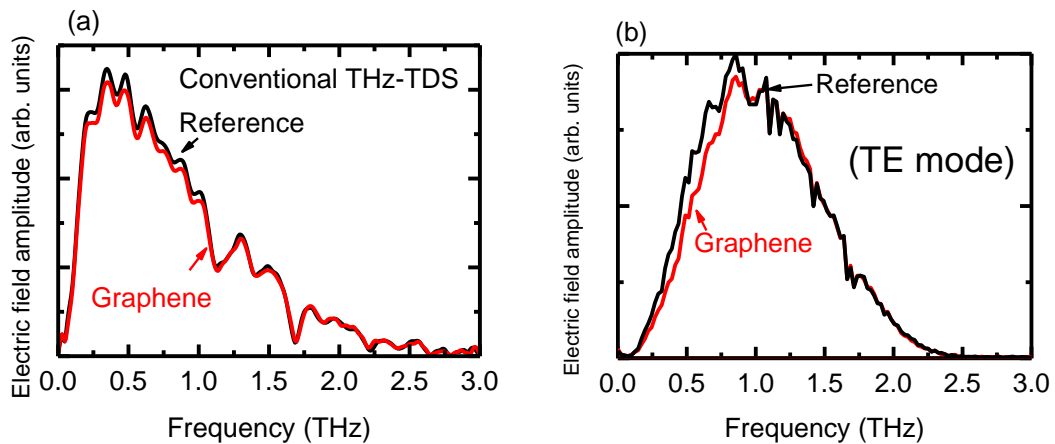 (a)
Conventional THz-TDS
Reference
Graphene
Electric field amplitude (arb. units)
0.0 0.5 1.0 1.5 2.0 2.5 3.0
Frequency (THz)
(b)
Reference
(TE mode)
Graphene
Electric field amplitude (arb. units)
0.0 0.5 1.0 1.5 2.0 2.5 3.0
Frequency (THz)